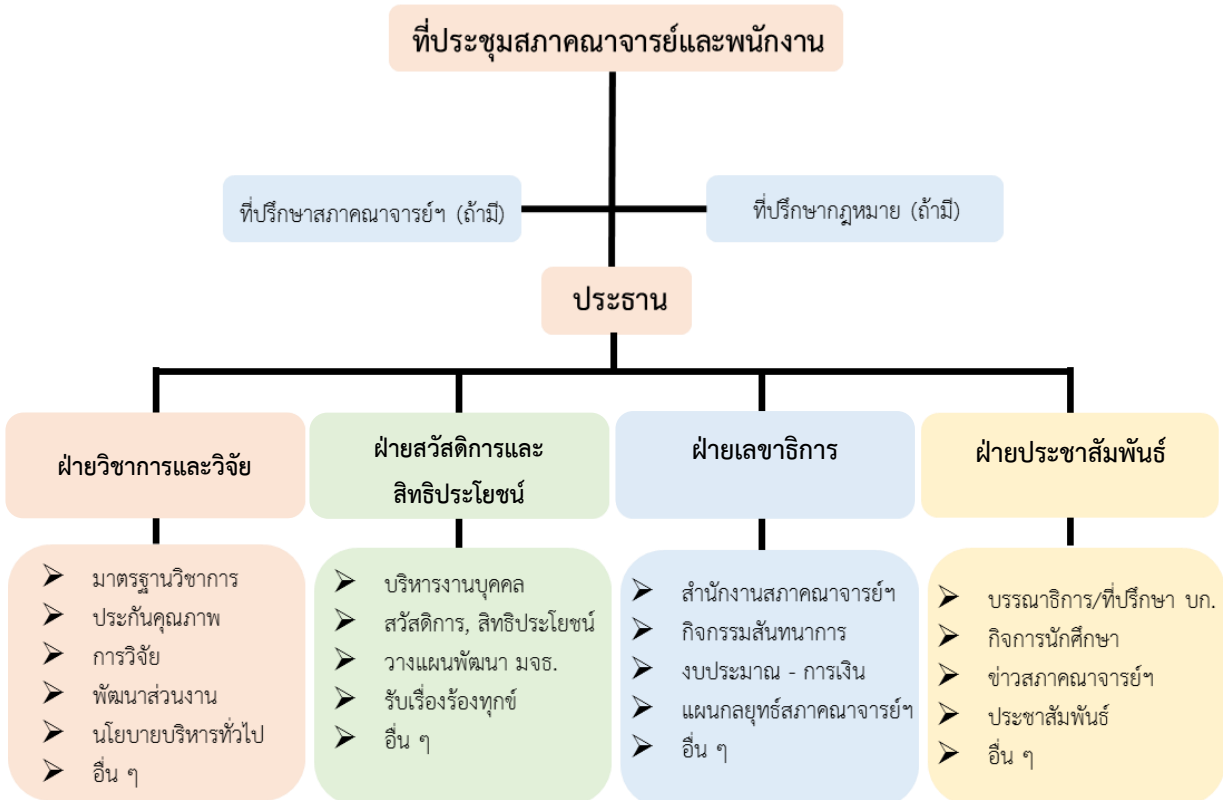 ที่ประชุมสภาคณาจารย์และพนักงาน
ที่ปรึกษาสภาคณาจารย์ฯ (ถ้ามี)
ที่ปรึกษากฎหมาย (ถ้ามี)
ประธาน
ฝ่ายวิชาการและวิจัย
มาตรฐานวิชาการ
ประกันคุณภาพ
การวิจัย
พัฒนาส่วนงาน
นโยบายบริหารทั่วไป
อื่น ๆ
ฝ่ายสวัสดิการและ
สิทธิประโยชน์
บริหารงานบุคคล
สวัสดิการ, สิทธิประโยชน์
วางแผนพัฒนา มจธ.
รับเรื่องร้องทุกข์
อื่น ๆ
ฝ่ายเลขาธิการ
สำนักงานสภาคณาจารย์ฯ
กิจกรรมสันทนาการ
งบประมาณ - การเงิน
แผนกลยุทธ์สภาคณาจารย์ฯ
อื่น ๆ
ฝ่ายประชาสัมพันธ์
บรรณาธิการ/ที่ปรึกษา บก.
กิจการนักศึกษา
ข่าวสภาคณาจารย์ฯ
ประชาสัมพันธ์
อื่น ๆ